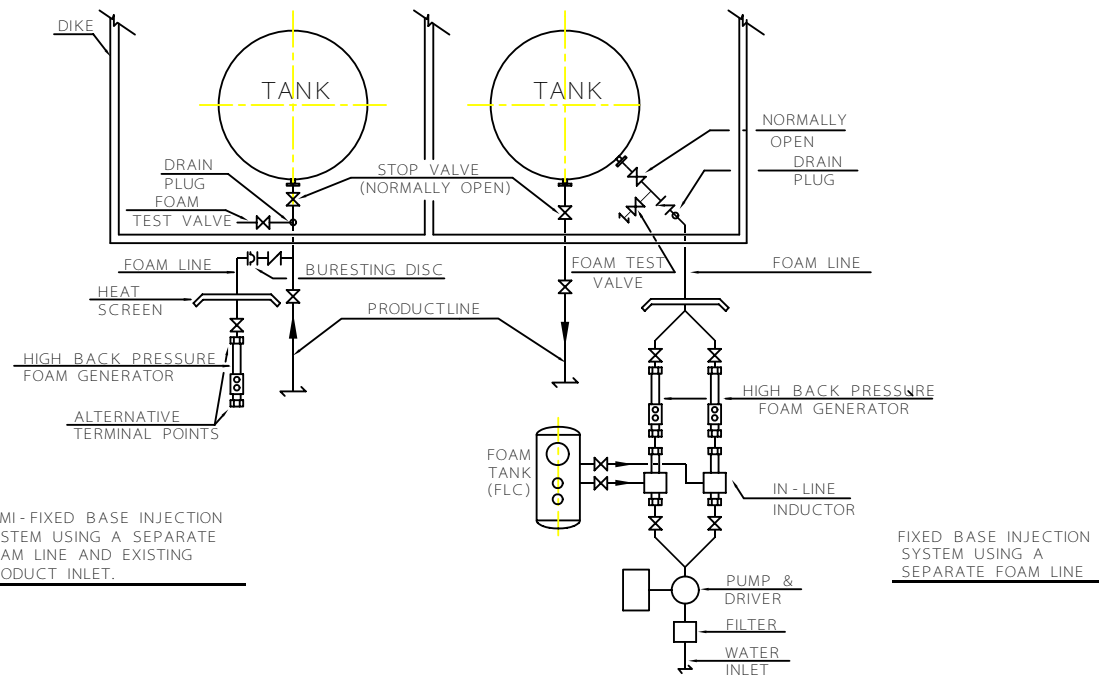 DIKE
TANK
TANK
NORMALLY
OPEN
DRAIN
PLUG
DRAIN
PLUG
STOP VALVE
(NORMALLY OPEN)
FOAM
TEST VALVE
FOAM LINE
BURESTING DISC
FOAM TEST
VALVE
FOAM LINE
HEAT
SCREEN
PRODUCTLINE
HIGH BACK PRESSURE
FOAM GENERATOR
HIGH BACK PRESSURE
FOAM GENERATOR
ALTERNATIVE
TERMINAL POINTS
FOAM
TANK
(FLC)
IN-LINE
INDUCTOR
MI-FIXED BASE INJECTION
STEM USING A SEPARATE
AM LINE AND EXISTING
ODUCT INLET.
FIXED BASE INJECTION
SYSTEM USING A
SEPARATE FOAM LINE
PUMP &
DRIVER
FILTER
WATER
INLET